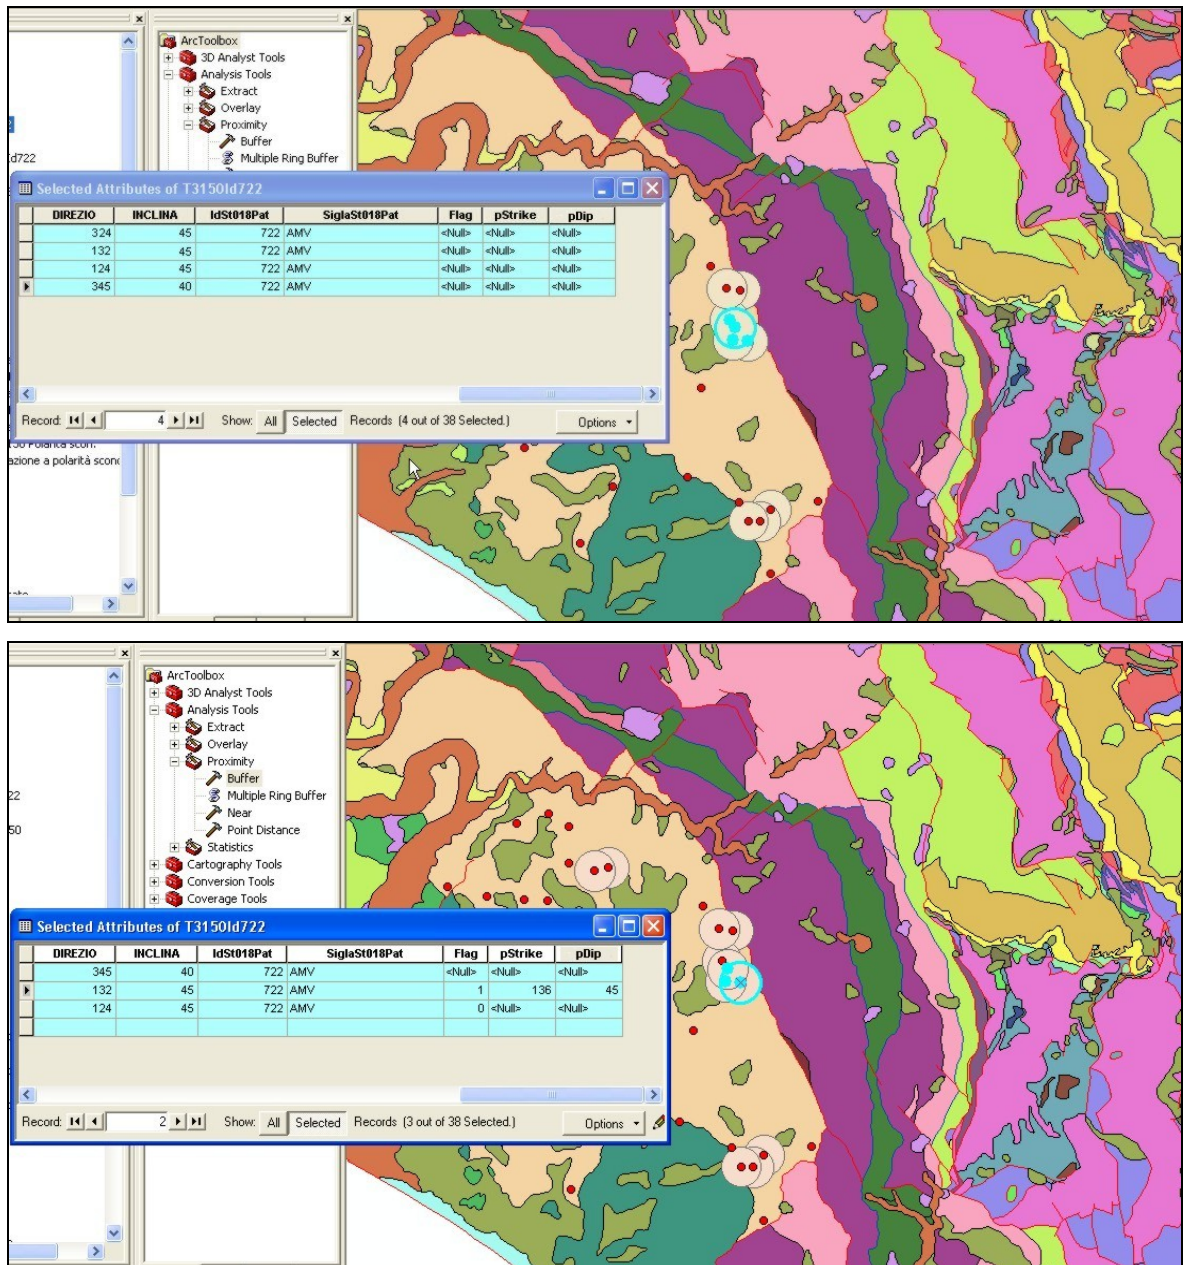 ArcToolbox
3D Analyst Tools
Analysis Tools
Extract
Overlay
Proximity
Buffer
Multiple Ring Buffer
d722
Selected Attributes of T3150Id722
DIREZIO INCLINA IdSt018Pat SiglaSt018Pat Flag pStrike pDip
324 45 722 AMV <Null> <Null> <Null>
132 45 722 AMV <Null> <Null> <Null>
124 45 722 AMV <Null> <Null> <Null>
345 40 722 AMV <Null> <Null> <Null>
Record: 4 Show: All Selected Records (4 out of 38 Selected.) Options
Polarità scon.
azione a polarità scono
ArcToolbox
3D Analyst Tools
Analysis Tools
Extract
Overlay
Proximity
Buffer
22
Multiple Ring Buffer
Near
50
Point Distance
Statistics
Cartography Tools
Conversion Tools
Coverage Tools
Selected Attributes of T3150Id722
DIREZIO INCLINA IdSt018Pat SiglaSt018Pat Flag pStrike pDip
345 40 722 AMV <Null> <Null> <Null>
132 45 722 AMV 1 136 45
124 45 722 AMV 0 <Null> <Null>
Record: 2 Show: All Selected Records (3 out of 38 Selected.) Options